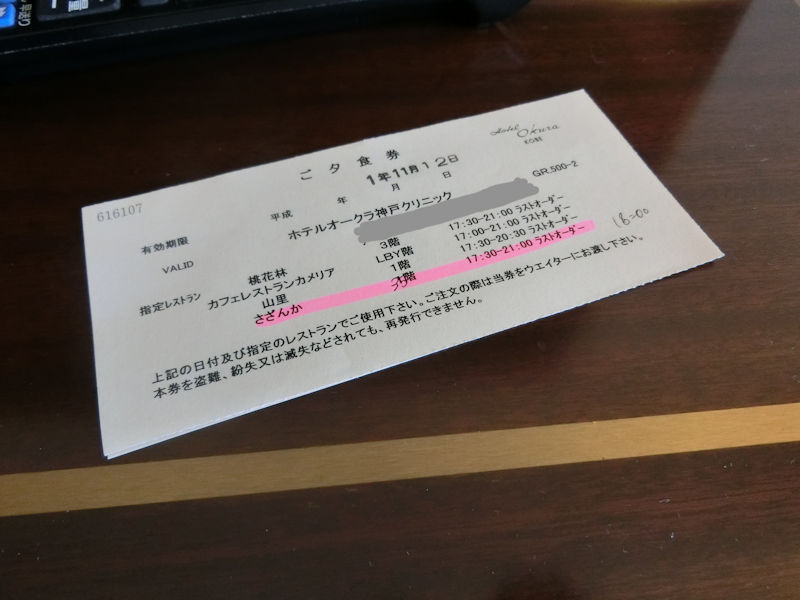 Hotel Okura
KOBE
ご夕食券
616107
1年11月12日
平成 年 月 日
GR.500-2
有効期限 ホテルオークラ神戸クリニック
VALID
指定レストラン 桃花林 3階 17:30-21:00 ラストオーダー
カフェレストランカメリア LBY階 17:00-21:00 ラストオーダー
山里 1階 17:30-20:30 ラストオーダー
さざんか 階 17:30-21:00 ラストオーダー
18:00
上記の日付及び指定のレストランでご使用下さい。ご注文の際は当券をウエイターにお渡し下さい。
本券を盗難、紛失又は滅失などされても、再発行できません。